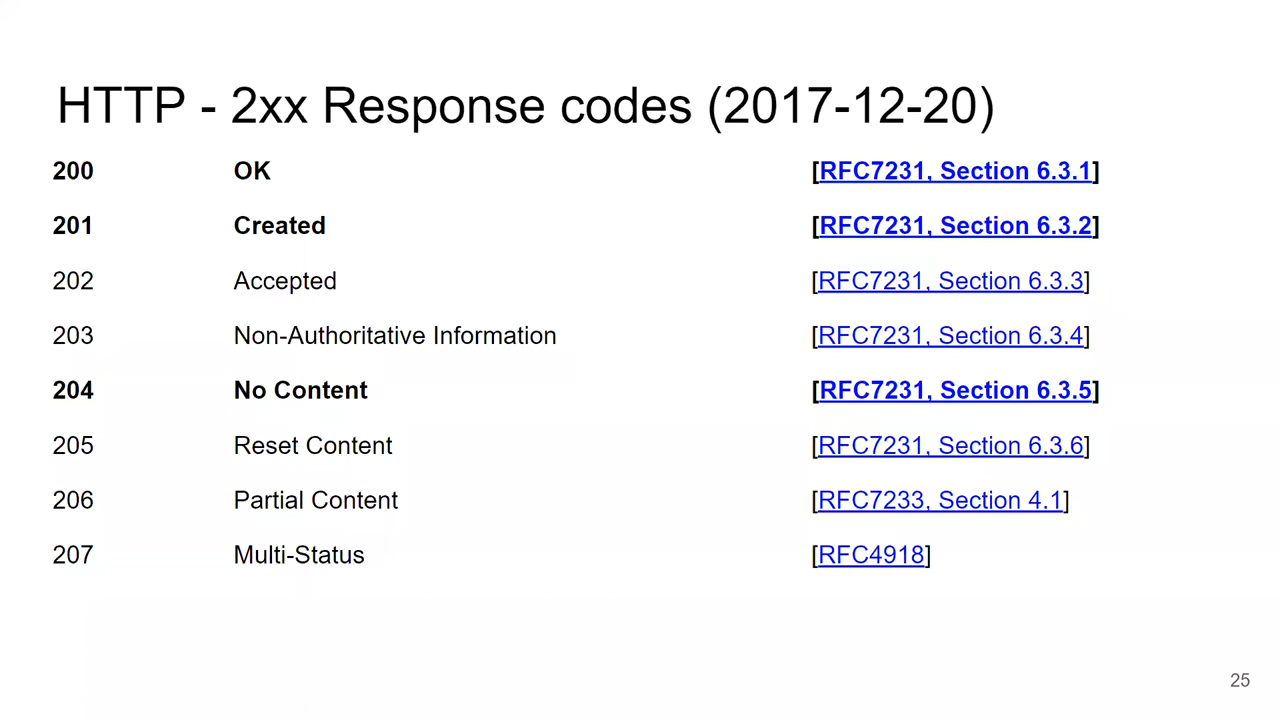 HTTP - 2xx Response codes (2017-12-20)
200 OK [RFC7231, Section 6.3.1]
201 Created [RFC7231, Section 6.3.2]
202 Accepted [RFC7231, Section 6.3.3]
203 Non-Authoritative Information [RFC7231, Section 6.3.4]
204 No Content [RFC7231, Section 6.3.5]
205 Reset Content [RFC7231, Section 6.3.6]
206 Partial Content [RFC7233, Section 4.1]
207 Multi-Status [RFC4918]
25